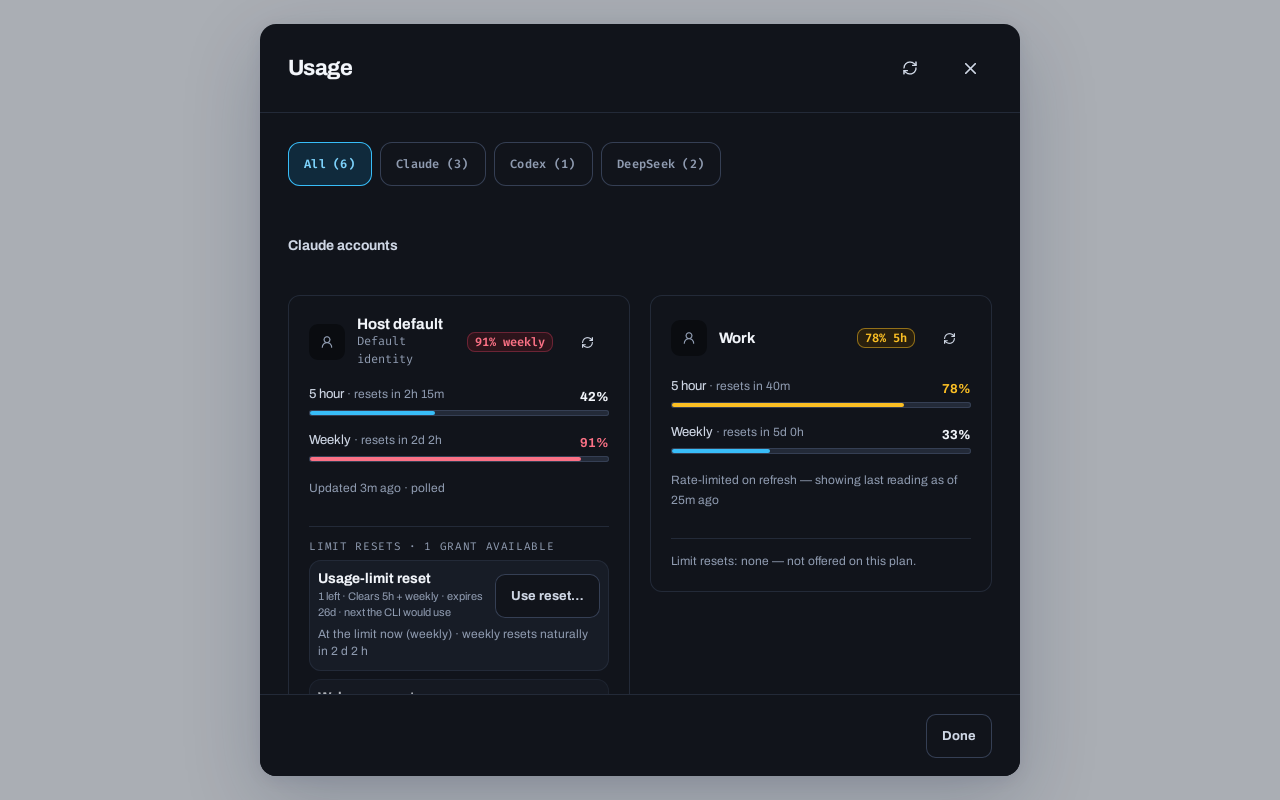 Usage
All (6)
Claude (3)
Codex (1)
DeepSeek (2)
Claude accounts
Host default
Default
identity
91% weekly
5 hour · resets in 2h 15m
42%
Weekly · resets in 2d 2h
91%
Updated 3m ago · polled
LIMIT RESETS · 1 GRANT AVAILABLE
Usage-limit reset
1 left · Clears 5h + weekly · expires
26d · next the CLI would use
Use reset…
At the limit now (weekly) · weekly resets naturally
in 2 d 2 h
Work
78% 5h
5 hour · resets in 40m
78%
Weekly · resets in 5d 0h
33%
Rate-limited on refresh — showing last reading as of
25m ago
Limit resets: none — not offered on this plan.
Done